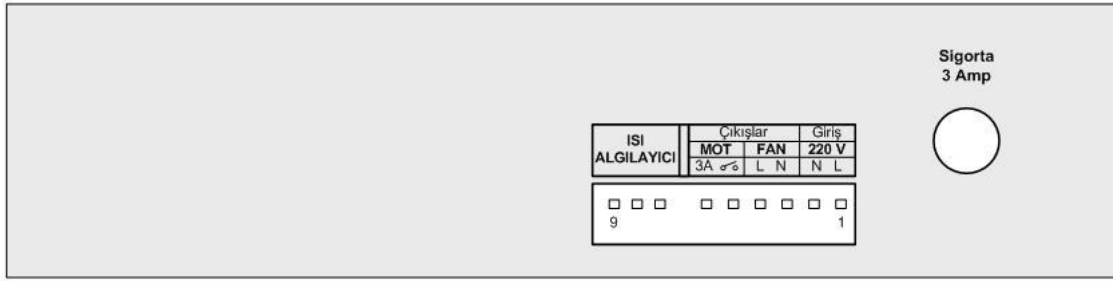 Sigorta
3 Amp
ISI
ALGILAYICI
Çıkışlar Giriş
MOT FAN 220 V
3A L N N L
9 1